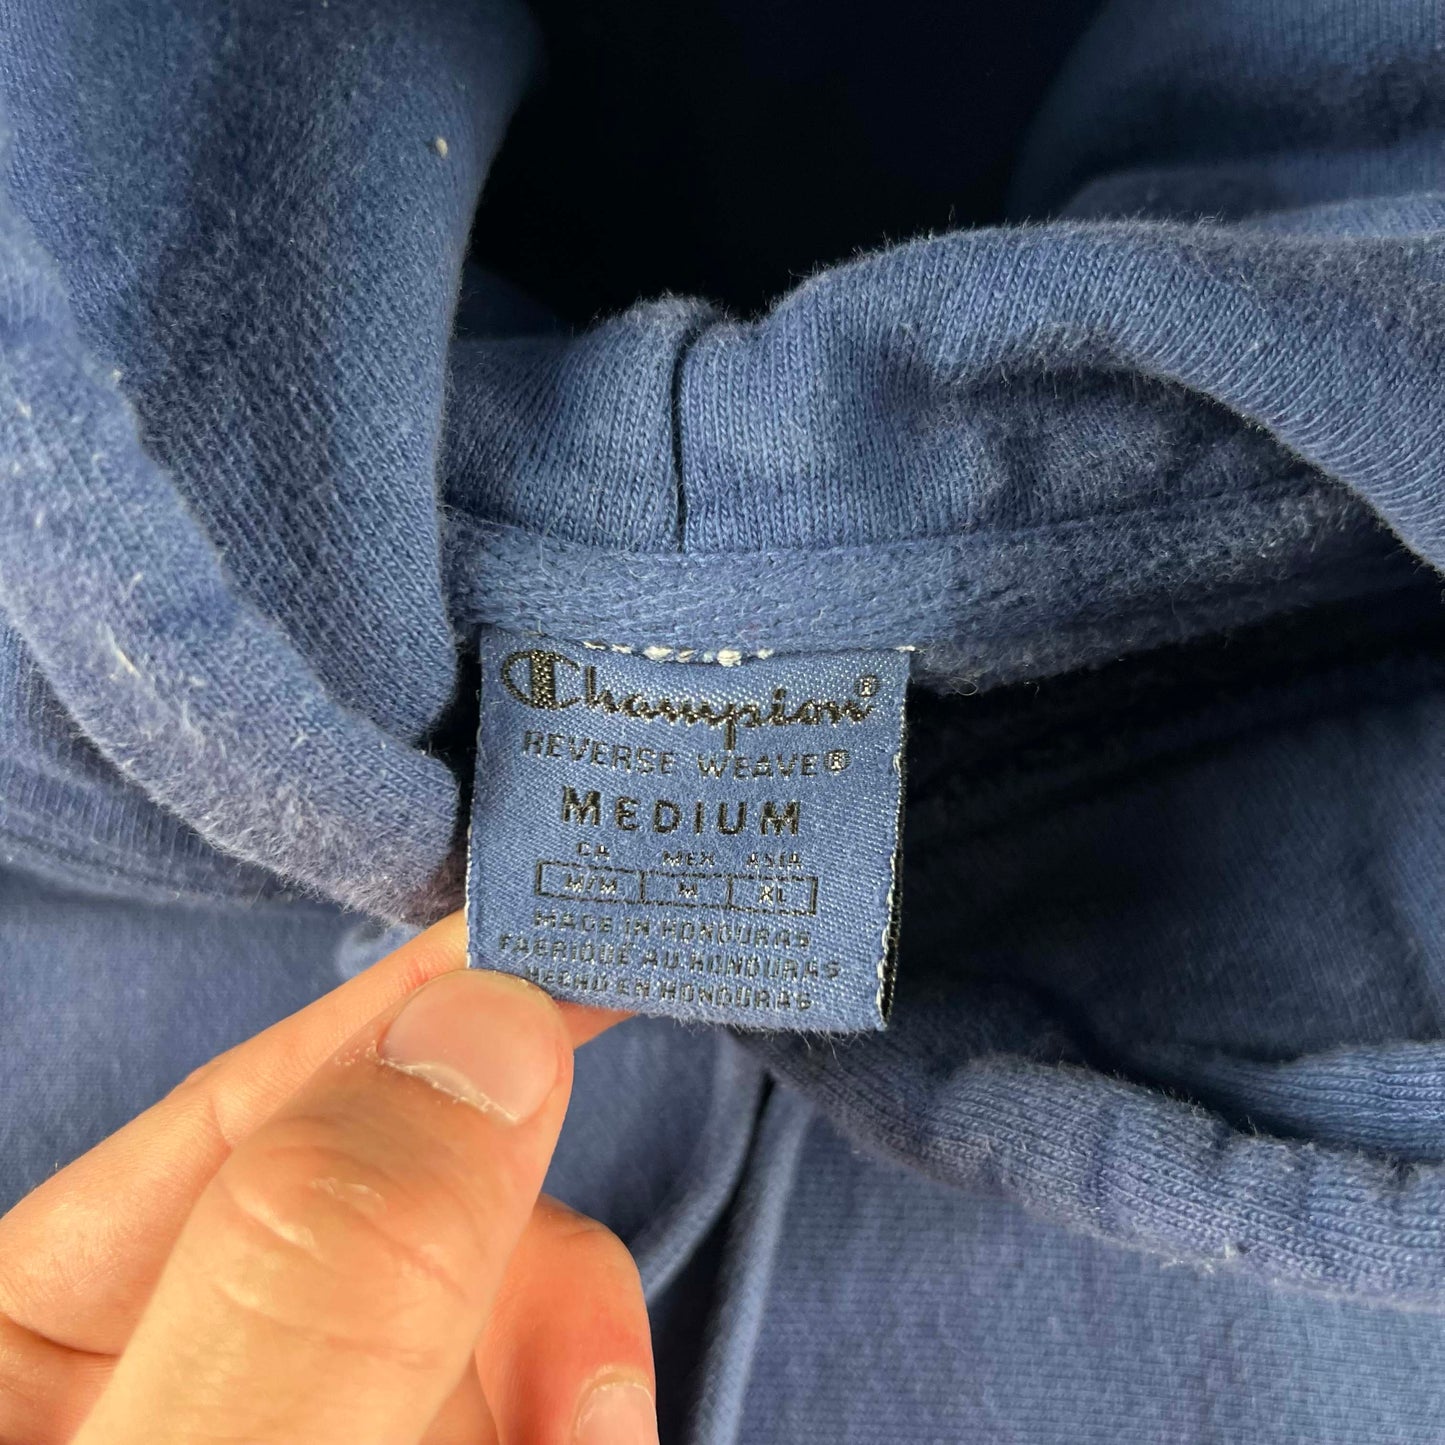 Champion®
REVERSE WEAVE®
MEDIUM
CA MEX ASIA
M/M M XL
MADE IN HONDURAS
FABRIQUÉ AU HONDURAS
HECHO EN HONDURAS